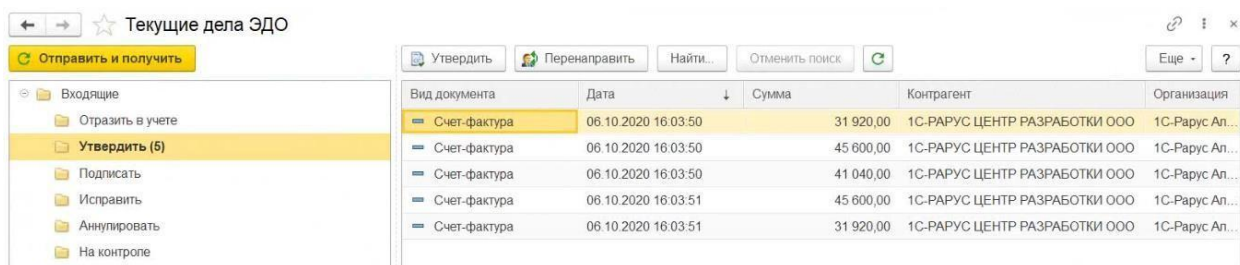 Текущие дела ЭДО
Отправить и получить
Утвердить Перенаправить Найти... Отменить поиск Еще ?
Входящие
Отразить в учете
Утвердить (5)
Подписать
Исправить
Аннулировать
На контроле
Вид документа Дата ↓ Сумма Контрагент Организация
Счет-фактура 06.10.2020 16:03:50 31 920,00 1С-РАРУС ЦЕНТР РАЗРАБОТКИ ООО 1С-Рарус Ал...
Счет-фактура 06.10.2020 16:03:50 45 600,00 1С-РАРУС ЦЕНТР РАЗРАБОТКИ ООО 1С-Рарус Ал...
Счет-фактура 06.10.2020 16:03:50 41 040,00 1С-РАРУС ЦЕНТР РАЗРАБОТКИ ООО 1С-Рарус Ал...
Счет-фактура 06.10.2020 16:03:51 45 600,00 1С-РАРУС ЦЕНТР РАЗРАБОТКИ ООО 1С-Рарус Ал...
Счет-фактура 06.10.2020 16:03:51 31 920,00 1С-РАРУС ЦЕНТР РАЗРАБОТКИ ООО 1С-Рарус Ал...